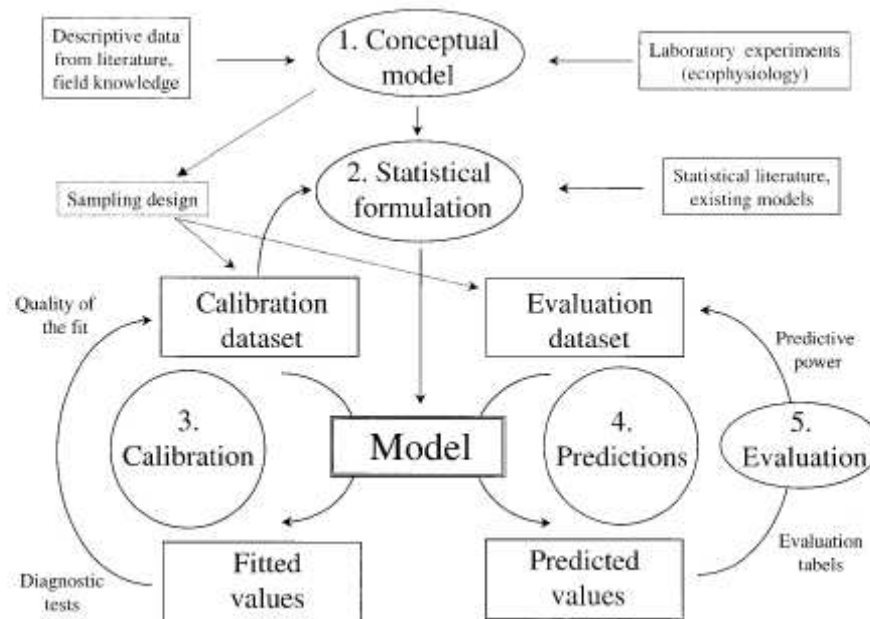 Descriptive data
from literature,
field knowledge
1. Conceptual
model
Laboratory experiments
(ecophysiology)
Sampling design
2. Statistical
formulation
Statistical literature,
existing models
Quality of
the fit
Calibration
dataset
Evaluation
dataset
Predictive
power
3.
Calibration
Model
4.
Predictions
5.
Evaluation
Diagnostic
tests
Fitted
values
Predicted
values
Evaluation
tabels